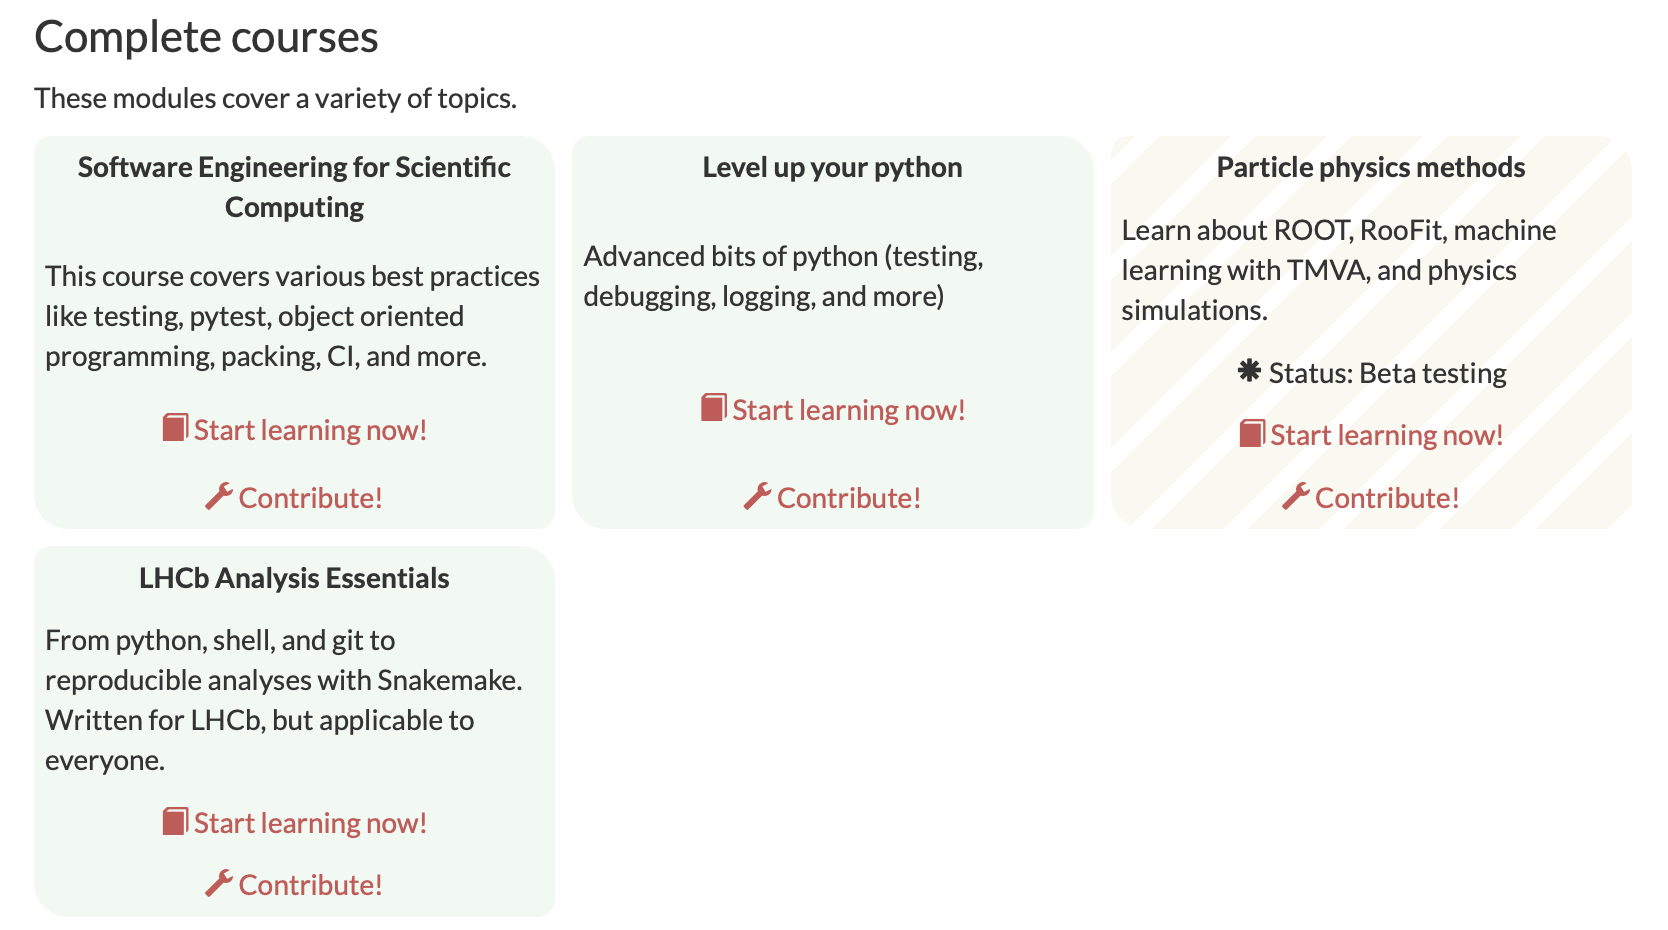 Complete courses
These modules cover a variety of topics.
Software Engineering for Scientific
Computing
This course covers various best practices
like testing, pytest, object oriented
programming, packing, CI, and more.
Start learning now!
Contribute!
Level up your python
Advanced bits of python (testing,
debugging, logging, and more)
Start learning now!
Contribute!
Particle physics methods
Learn about ROOT, RooFit, machine
learning with TMVA, and physics
simulations.
Status: Beta testing
Start learning now!
Contribute!
LHCb Analysis Essentials
From python, shell, and git to
reproducible analyses with Snakemake.
Written for LHCb, but applicable to
everyone.
Start learning now!
Contribute!